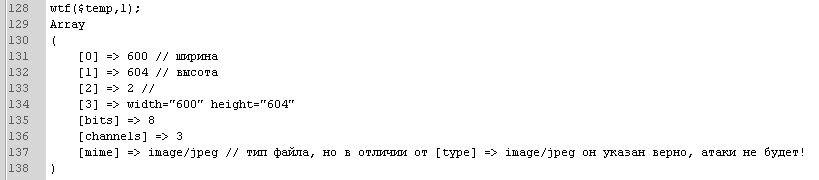 128 wtf($temp,1);
129 Array
130 (
131 [0] => 600 // ширина
132 [1] => 604 // высота
133 [2] => 2 //
134 [3] => width="600" height="604"
135 [bits] => 8
136 [channels] => 3
137 [mime] => image/jpeg // тип файла, но в отличии от [type] => image/jpeg он указан верно, атаки не будет!
138 )